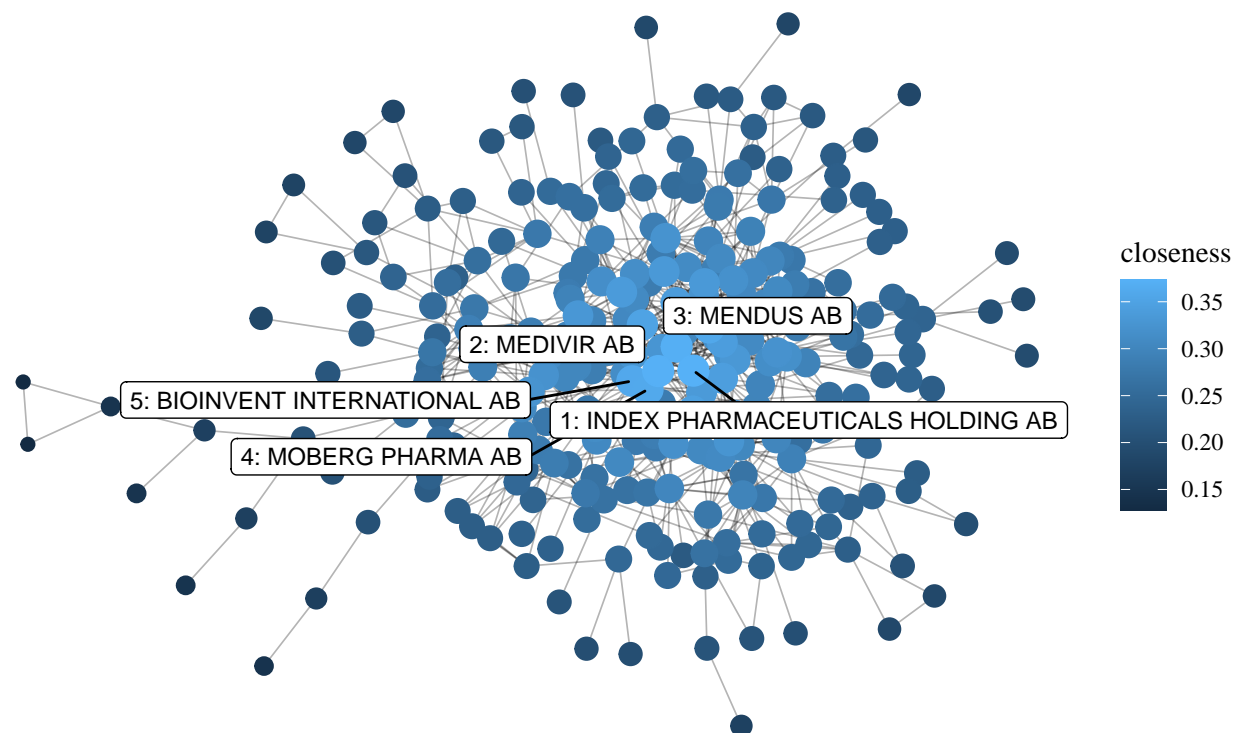 closeness
0.35
0.30
0.25
0.20
0.15
3: MENDUS AB
2: MEDIVIR AB
5: BIOINVENT INTERNATIONAL AB
1: INDEX PHARMACEUTICALS HOLDING AB
4: MOBERG PHARMA AB